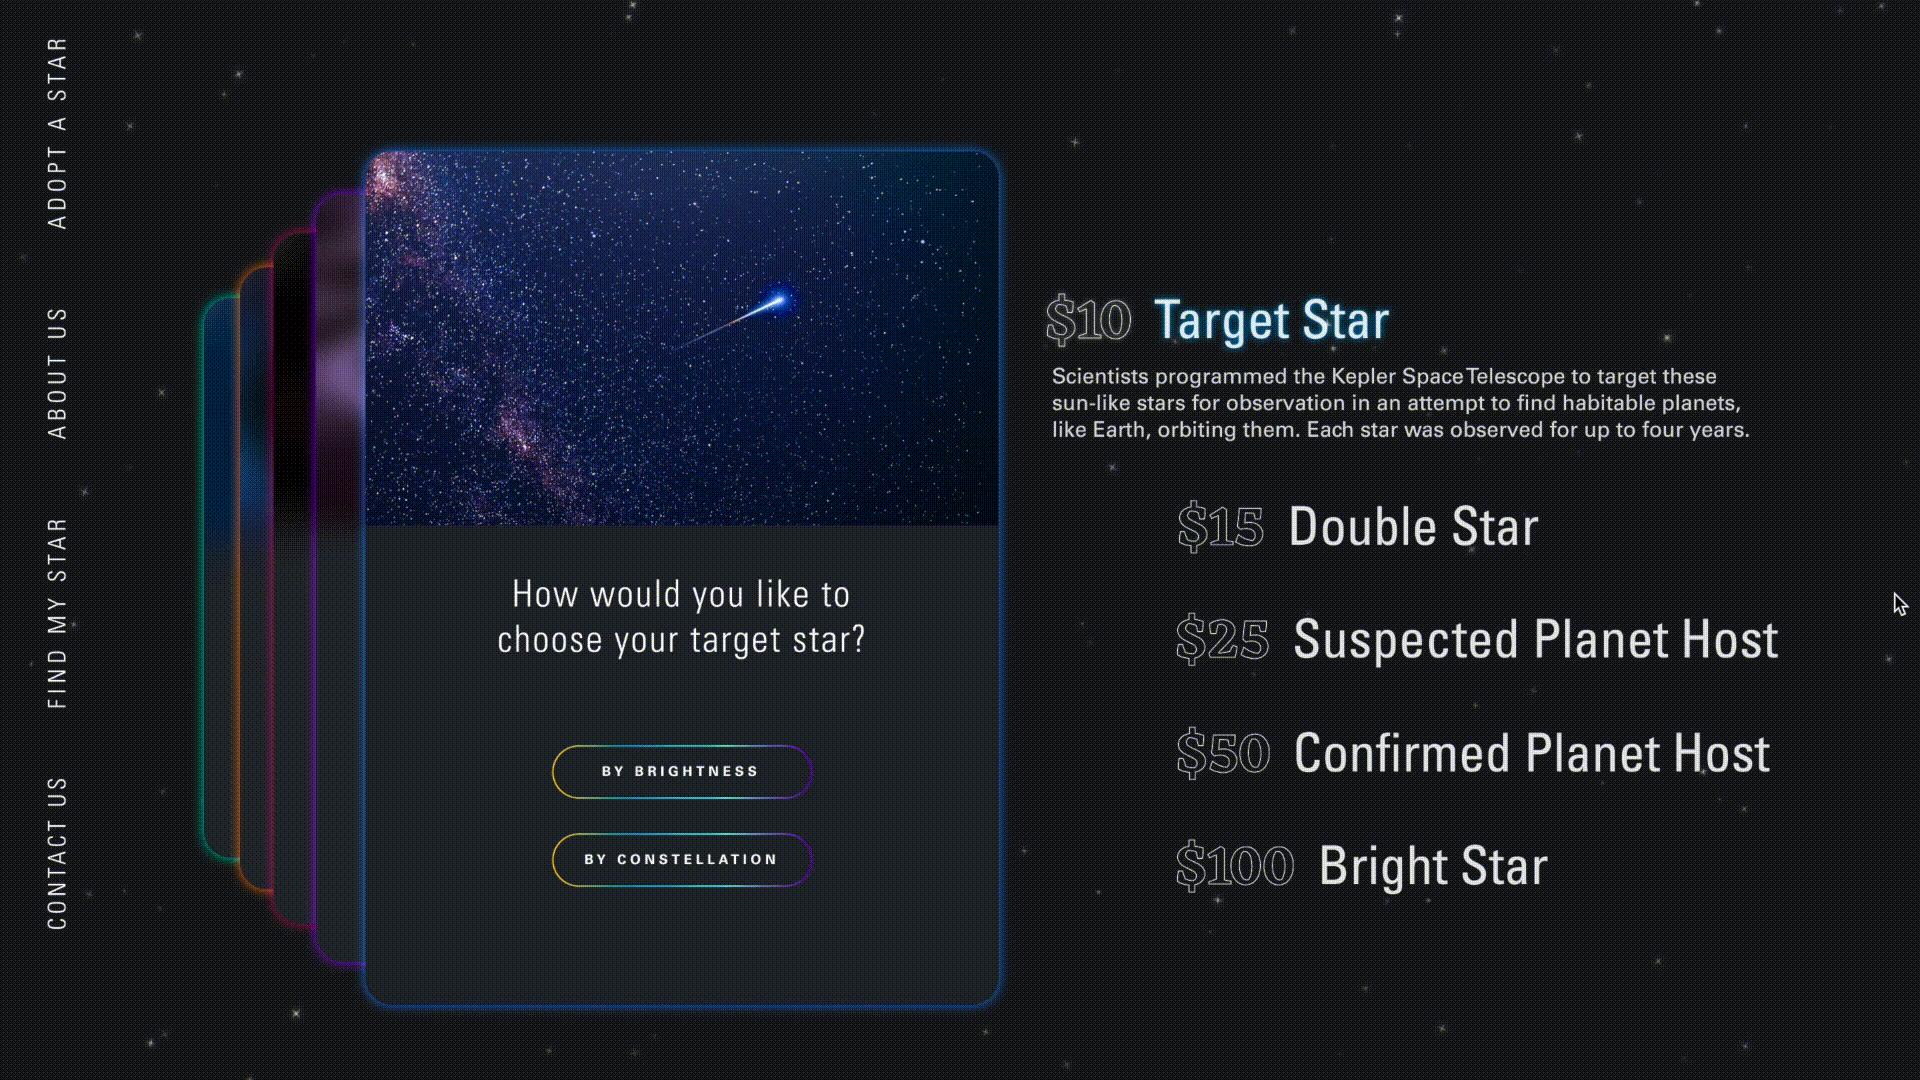 ADOPT A STAR
ABOUT US
FIND MY STAR
CONTACT US
How would you like to
choose your target star?
BY BRIGHTNESS
BY CONSTELLATION
$10 Target Star
Scientists programmed the Kepler Space Telescope to target these
sun-like stars for observation in an attempt to find habitable planets,
like Earth, orbiting them. Each star was observed for up to four years.
$15 Double Star
$25 Suspected Planet Host
$50 Confirmed Planet Host
$100 Bright Star